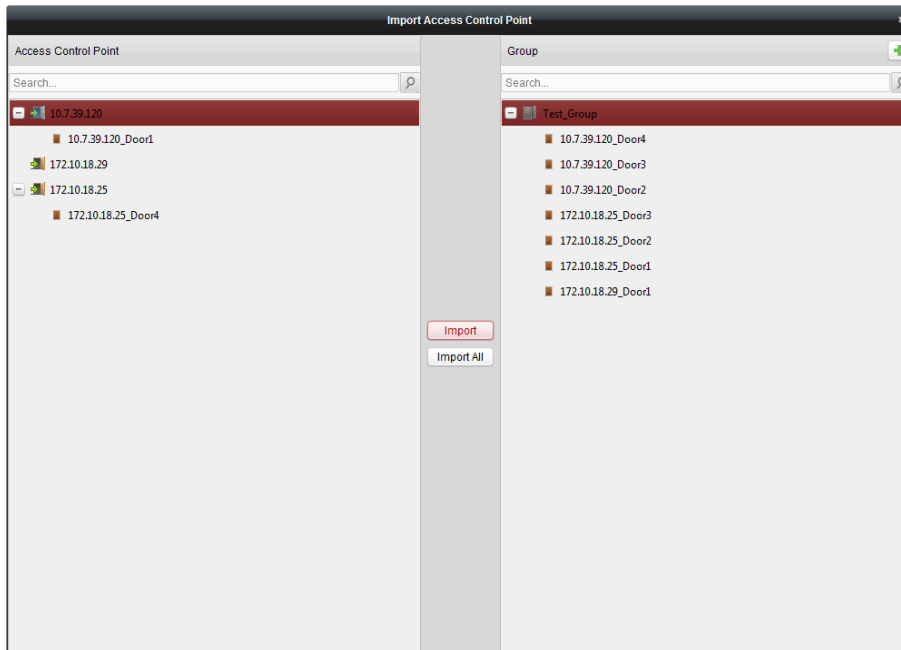 Import Access Control Point
Access Control Point
Search...
10.7.39.120
10.7.39.120_Door1
172.10.18.29
172.10.18.25
172.10.18.25_Door4
Import
Import All
Group
Search...
Test_Group
10.7.39.120_Door4
10.7.39.120_Door3
10.7.39.120_Door2
172.10.18.25_Door3
172.10.18.25_Door2
172.10.18.25_Door1
172.10.18.29_Door1